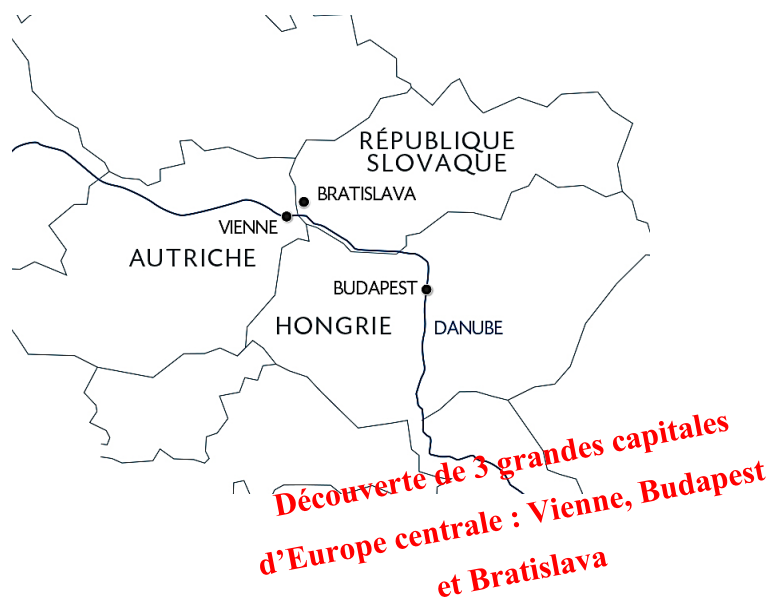 RÉPUBLIQUE
SLOVAQUE
BRATISLAVA
VIENNE
AUTRICHE
BUDAPEST
HONGRIE
DANUBE
Découverte de 3 grandes capitales
d’Europe centrale : Vienne, Budapest
et Bratislava